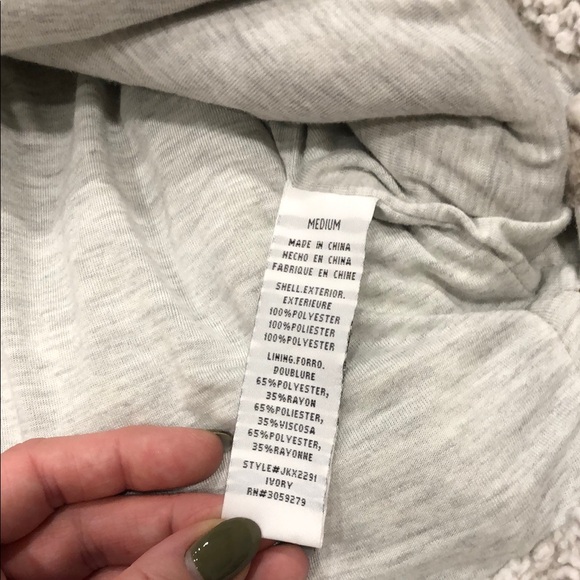 MEDIUM
MADE IN CHINA
HECHO EN CHINA
FABRIQUE EN CHINE
SHELL.EXTERIOR.
EXTERIEURE
100%POLYESTER
100%POLIESTER
100%POLYESTER
LINING.FORRO.
DOUBLURE
65%POLYESTER,
35%RAYON
65%POLIESTER,
35%VISCOSA
65%POLYESTER,
35%RAYONNE
STYLE#JKX2291
IVORY
RN#3059279